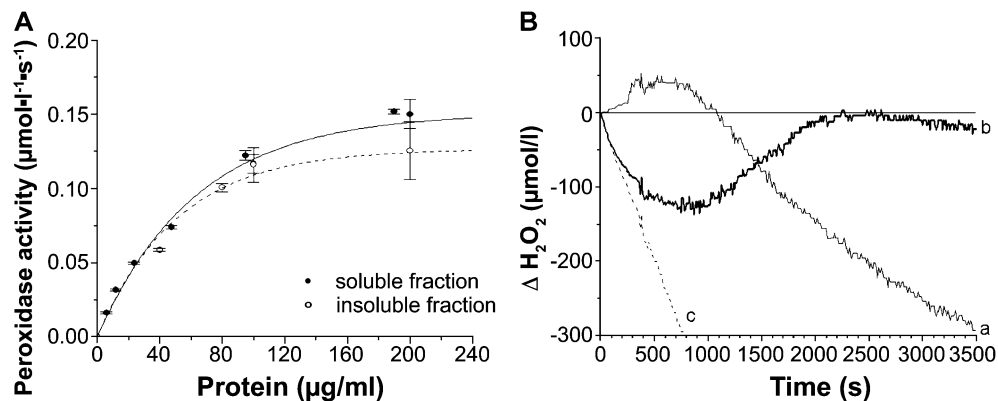 A
Peroxidase activity (µmol▪l⁻¹▪s⁻¹)
0.20
0.15
0.10
0.05
0.00
0
40
80
120
160
200
240
Protein (µg/ml)
soluble fraction
insoluble fraction
B
Δ H₂O₂ (µmol/l)
100
0
-100
-200
-300
0
500
1000
1500
2000
2500
3000
3500
Time (s)
b
c
a